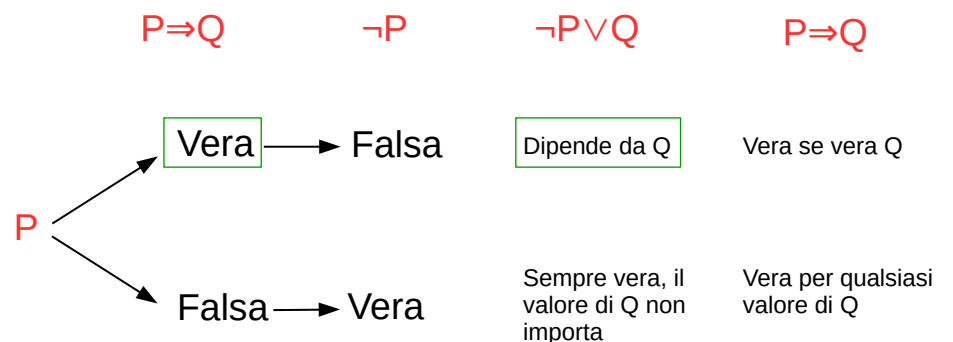 P⇒Q ¬P ¬P∨Q P⇒Q
Vera Falsa Dipende da Q Vera se vera Q
P
Falsa Vera Sempre vera, il valore di Q non importa Vera per qualsiasi valore di Q